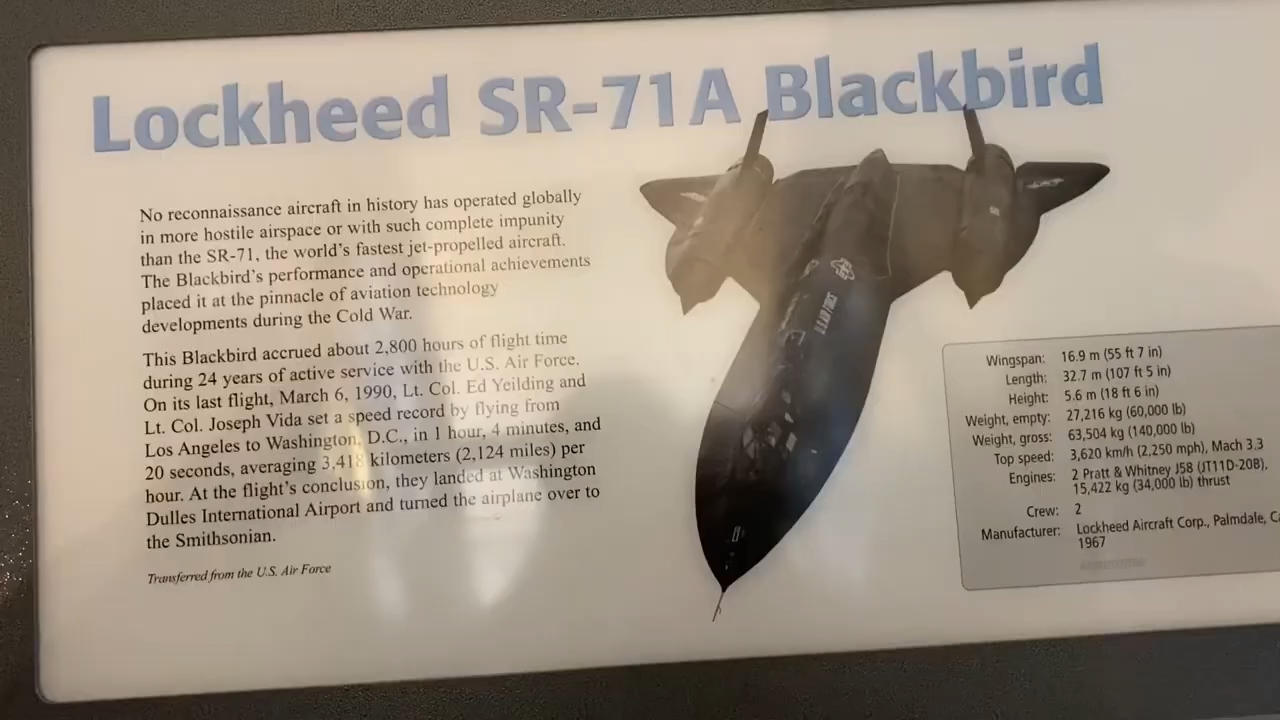 Lockheed SR-71A Blackbird
No reconnaissance aircraft in history has operated globally
in more hostile airspace or with such complete impunity
than the SR-71, the world's fastest jet-propelled aircraft.
The Blackbird's performance and operational achievements
placed it at the pinnacle of aviation technology
developments during the Cold War.
This Blackbird accrued about 2,800 hours of flight time
during 24 years of active service with the U.S. Air Force.
On its last flight, March 6, 1990, Lt. Col. Ed Yeilding and
Lt. Col. Joseph Vida set a speed record by flying from
Los Angeles to Washington, D.C., in 1 hour, 4 minutes, and
20 seconds, averaging 3,418 kilometers (2,124 miles) per
hour. At the flight's conclusion, they landed at Washington
Dulles International Airport and turned the airplane over to
the Smithsonian.
Transferred from the U.S. Air Force
U.S. AIR FORCE
Wingspan: 16.9 m (55 ft 7 in)
Length: 32.7 m (107 ft 5 in)
Height: 5.6 m (18 ft 6 in)
Weight, empty: 27,216 kg (60,000 lb)
Weight, gross: 63,504 kg (140,000 lb)
Top speed: 3,620 km/h (2,250 mph), Mach 3.3
Engines: 2 Pratt & Whitney J58 (JT11D-20B),
15,422 kg (34,000 lb) thrust
Crew: 2
Manufacturer: Lockheed Aircraft Corp., Palmdale, Ca
1967